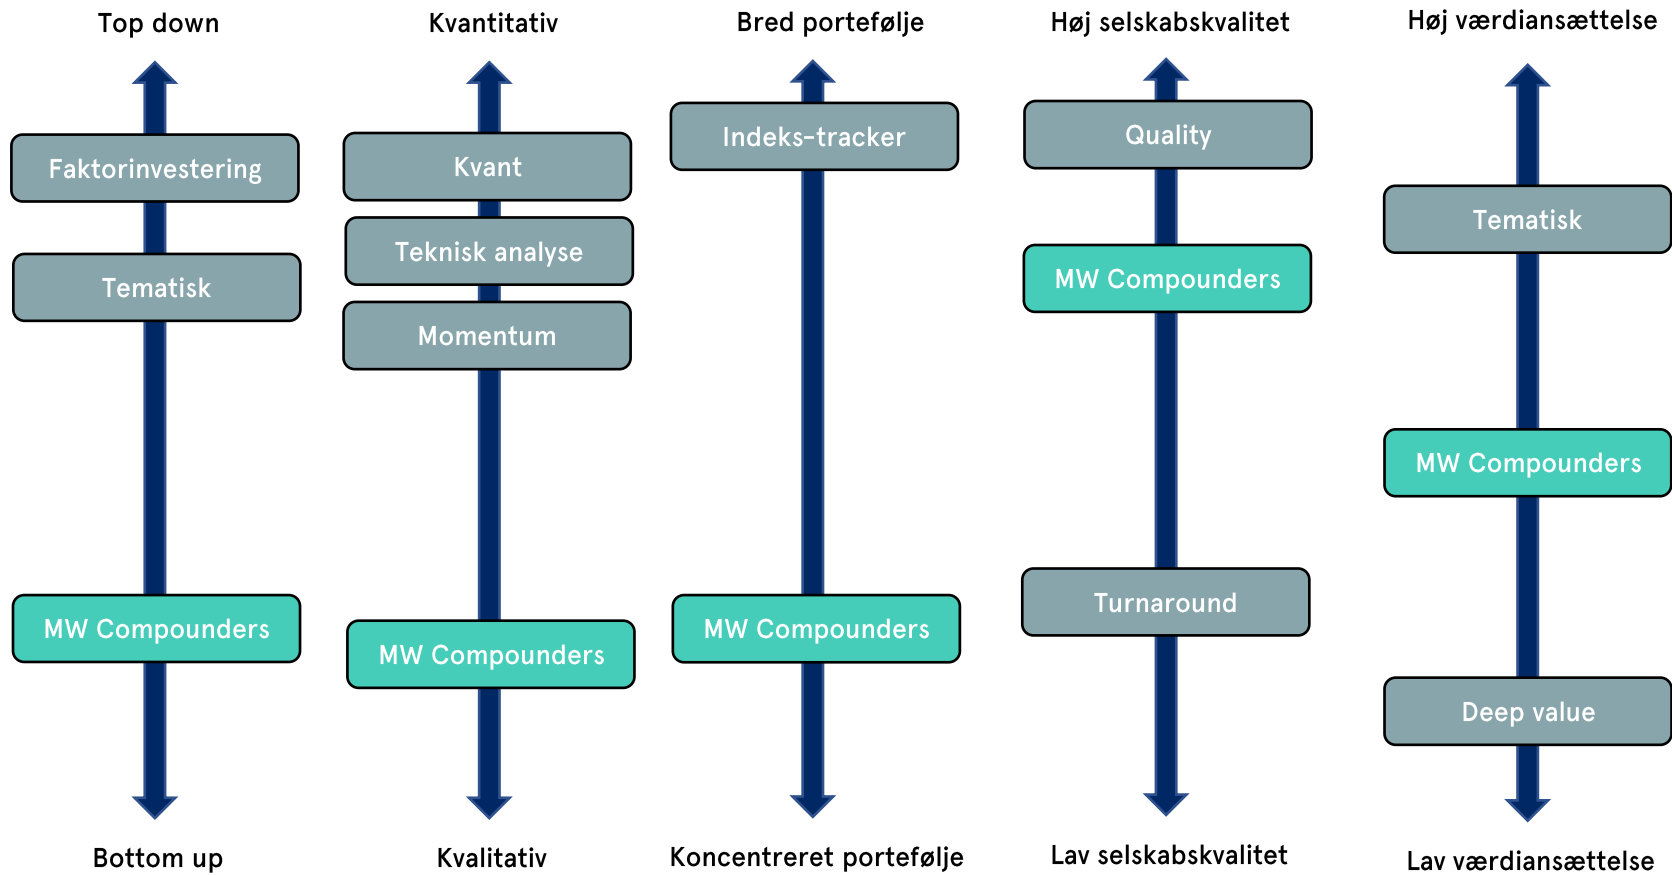 Top down
Faktorinvestering
Tematisk
MW Compounders
Bottom up
Kvantitativ
Kvant
Teknisk analyse
Momentum
MW Compounders
Kvalitativ
Bred portefølje
Indeks-tracker
MW Compounders
Koncentreret portefølje
Høj selskabskvalitet
Quality
MW Compounders
Turnaround
Lav selskabskvalitet
Høj værdiansættelse
Tematisk
MW Compounders
Deep value
Lav værdiansættelse